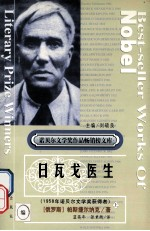 Best-seller Works Of
Nobel
Literary Prize Winners
主编/刘硕良
诺贝尔文学奖作品畅销榜文库
日瓦戈医生
(1958年诺贝尔文学奖获得者)
[俄罗斯] 帕斯捷尔纳克/著